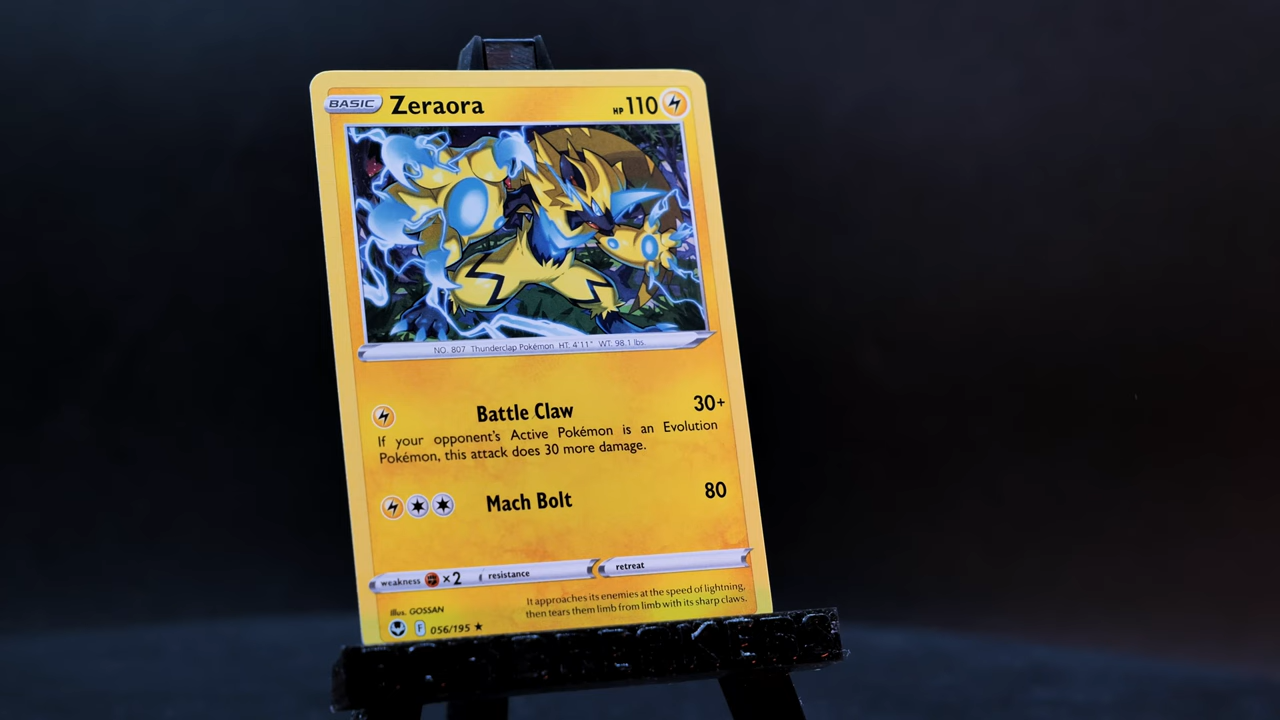 BASIC Zeraora HP 110
NO. 807 Thunderclap Pokémon HT: 4'11" WT: 98.1 lbs.
Battle Claw 30+
If your opponent's Active Pokémon is an Evolution
Pokémon, this attack does 30 more damage.
Mach Bolt 80
weakness ×2 resistance retreat
It approaches its enemies at the speed of lightning,
then tears them limb from limb with its sharp claws.
Illus. GOSSAN
F 056/195 ★